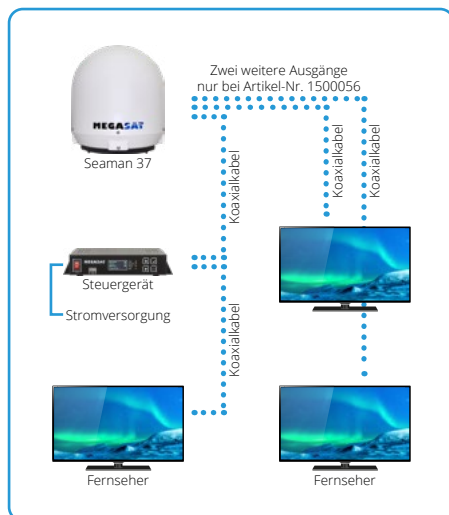 Zwei weitere Ausgänge
nur bei Artikel-Nr. 1500056
MEGASAT
Seaman 37
Koaxialkabel
Koaxialkabel
Koaxialkabel
MEGASAT
Steuergerät
Stromversorgung
Koaxialkabel
Fernseher
Fernseher